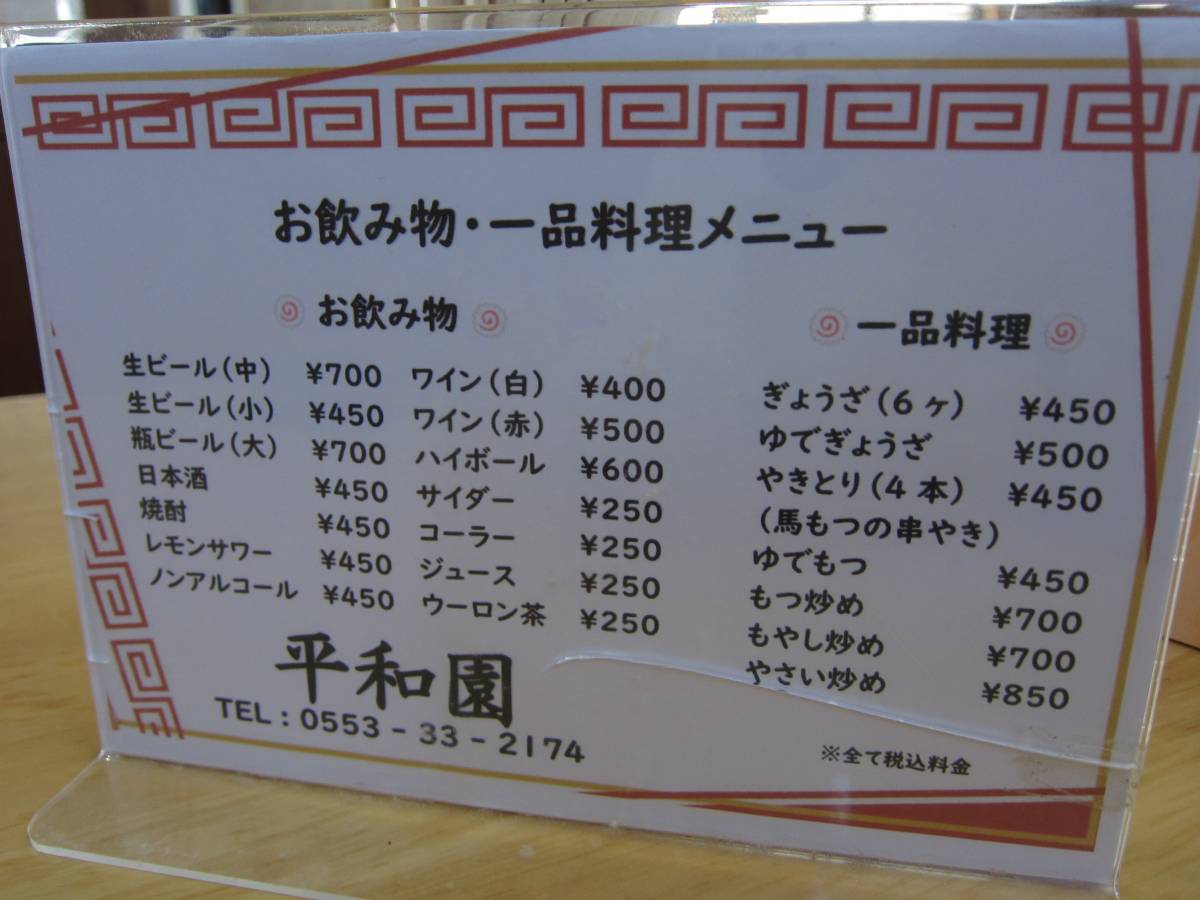 お飲み物・一品料理メニュー
お飲み物
生ビール(中) ¥700
生ビール(小) ¥450
瓶ビール(大) ¥700
日本酒 ¥450
焼酎 ¥450
レモンサワー ¥450
ノンアルコール ¥450
ワイン(白) ¥400
ワイン(赤) ¥500
ハイボール ¥600
サイダー ¥250
コーラー ¥250
ジュース ¥250
ウーロン茶 ¥250
一品料理
ぎょうざ(6ヶ) ¥450
ゆでぎょうざ ¥500
やきとり(4本) ¥450
(馬もつの串やき)
ゆでもつ ¥450
もつ炒め ¥700
もやし炒め ¥700
やさい炒め ¥850
平和園
TEL:0553-33-2174
※全て税込料金